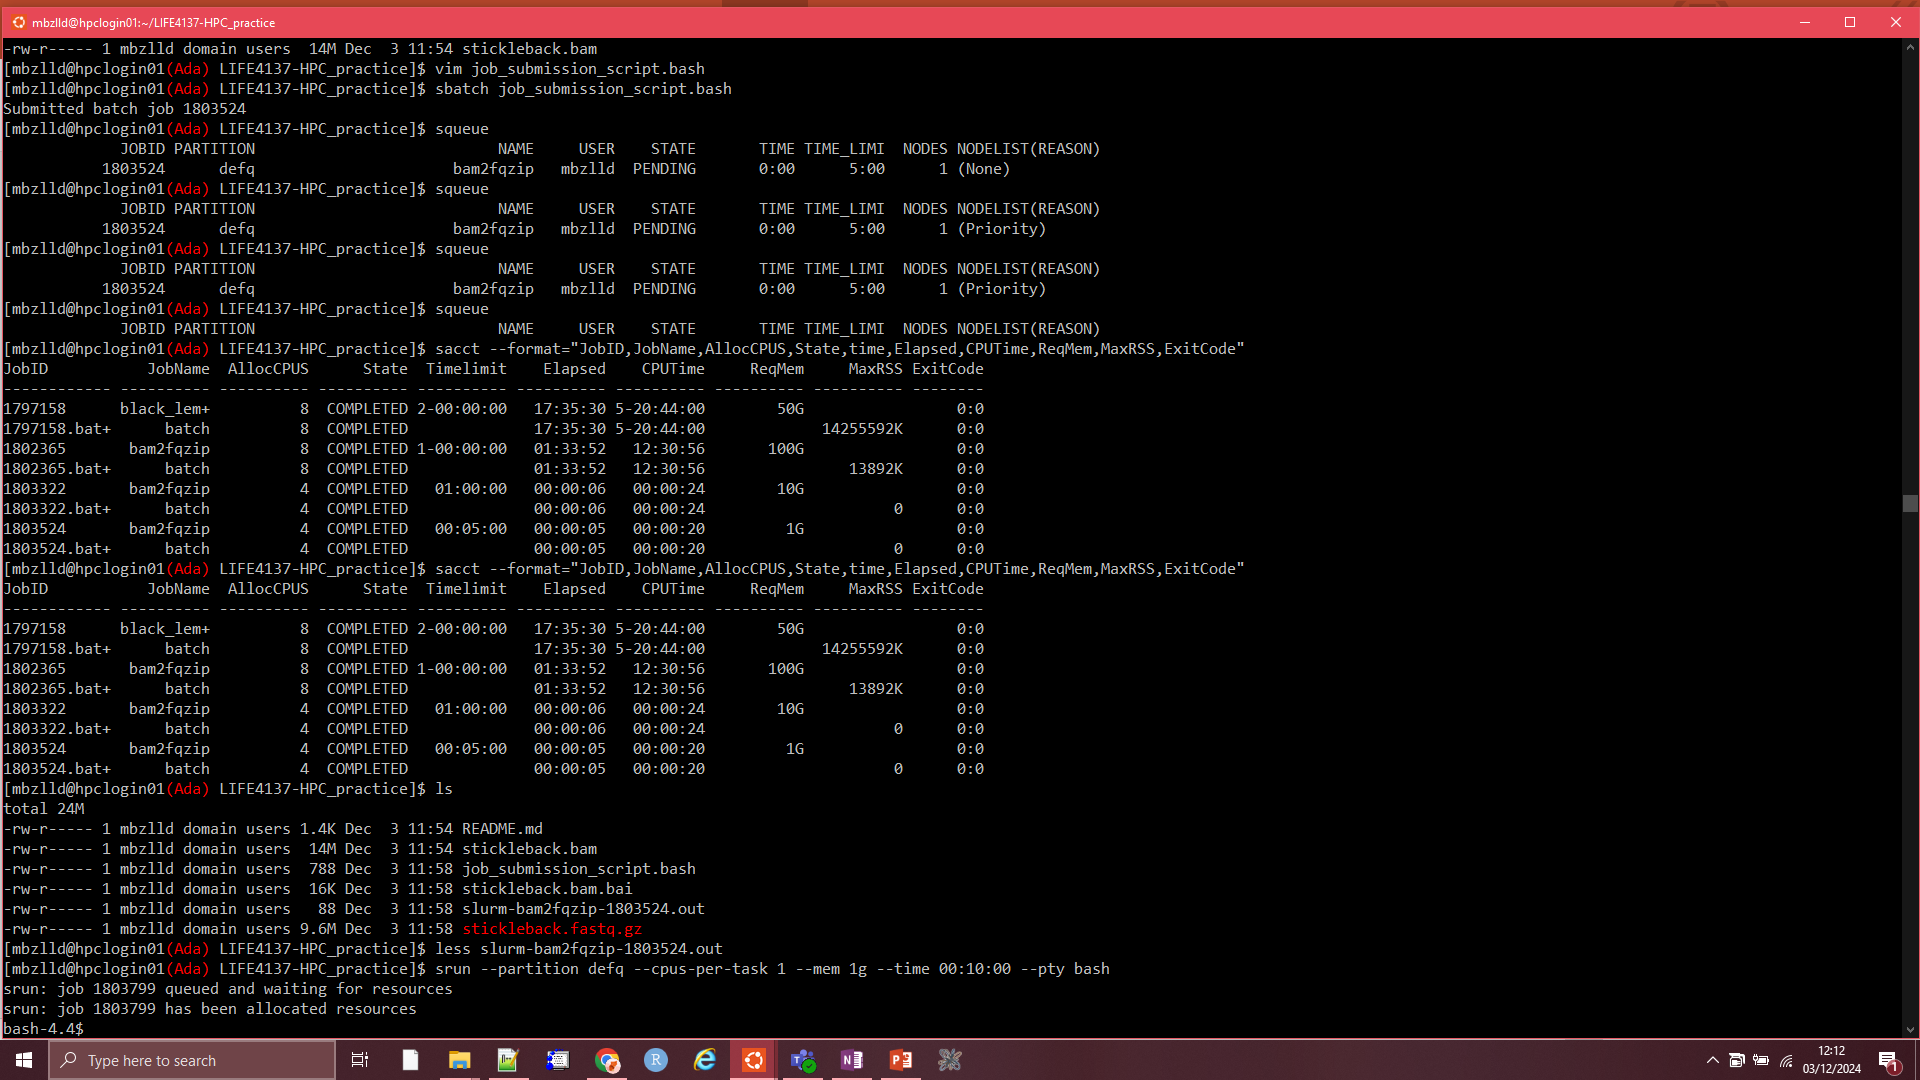 mbzlld@hpclogin01:~/LIFE4137-HPC_practice
-rw-r----- 1 mbzlld domain users  14M Dec  3 11:54 stickleback.bam
[mbzlld@hpclogin01(Ada) LIFE4137-HPC_practice]$ vim job_submission_script.bash
[mbzlld@hpclogin01(Ada) LIFE4137-HPC_practice]$ sbatch job_submission_script.bash
Submitted batch job 1803524
[mbzlld@hpclogin01(Ada) LIFE4137-HPC_practice]$ squeue
JOBID PARTITION NAME USER STATE TIME TIME_LIMI NODES NODELIST(REASON)
1803524 defq bam2fqzip mbzlld PENDING 0:00 5:00 1 (None)
[mbzlld@hpclogin01(Ada) LIFE4137-HPC_practice]$ squeue
JOBID PARTITION NAME USER STATE TIME TIME_LIMI NODES NODELIST(REASON)
1803524 defq bam2fqzip mbzlld PENDING 0:00 5:00 1 (Priority)
[mbzlld@hpclogin01(Ada) LIFE4137-HPC_practice]$ squeue
JOBID PARTITION NAME USER STATE TIME TIME_LIMI NODES NODELIST(REASON)
1803524 defq bam2fqzip mbzlld PENDING 0:00 5:00 1 (Priority)
[mbzlld@hpclogin01(Ada) LIFE4137-HPC_practice]$ squeue
JOBID PARTITION NAME USER STATE TIME TIME_LIMI NODES NODELIST(REASON)
[mbzlld@hpclogin01(Ada) LIFE4137-HPC_practice]$ sacct --format="JobID,JobName,AllocCPUS,State,time,Elapsed,CPUTime,ReqMem,MaxRSS,ExitCode"
JobID JobName AllocCPUS State Timelimit Elapsed CPUTime ReqMem MaxRSS ExitCode
------------ ---------- ---------- ---------- ---------- ---------- ---------- ---------- ---------- --------
1797158 black_lem+ 8 COMPLETED 2-00:00:00 17:35:30 5-20:44:00 50G 0:0
1797158.bat+ batch 8 COMPLETED 17:35:30 5-20:44:00 14255592K 0:0
1802365 bam2fqzip 8 COMPLETED 1-00:00:00 01:33:52 12:30:56 100G 0:0
1802365.bat+ batch 8 COMPLETED 01:33:52 12:30:56 13892K 0:0
1803322 bam2fqzip 4 COMPLETED 01:00:00 00:00:06 00:00:24 10G 0:0
1803322.bat+ batch 4 COMPLETED 00:00:06 00:00:24 0 0:0
1803524 bam2fqzip 4 COMPLETED 00:05:00 00:00:05 00:00:20 1G 0:0
1803524.bat+ batch 4 COMPLETED 00:00:05 00:00:20 0 0:0
[mbzlld@hpclogin01(Ada) LIFE4137-HPC_practice]$ sacct --format="JobID,JobName,AllocCPUS,State,time,Elapsed,CPUTime,ReqMem,MaxRSS,ExitCode"
JobID JobName AllocCPUS State Timelimit Elapsed CPUTime ReqMem MaxRSS ExitCode
------------ ---------- ---------- ---------- ---------- ---------- ---------- ---------- ---------- --------
1797158 black_lem+ 8 COMPLETED 2-00:00:00 17:35:30 5-20:44:00 50G 0:0
1797158.bat+ batch 8 COMPLETED 17:35:30 5-20:44:00 14255592K 0:0
1802365 bam2fqzip 8 COMPLETED 1-00:00:00 01:33:52 12:30:56 100G 0:0
1802365.bat+ batch 8 COMPLETED 01:33:52 12:30:56 13892K 0:0
1803322 bam2fqzip 4 COMPLETED 01:00:00 00:00:06 00:00:24 10G 0:0
1803322.bat+ batch 4 COMPLETED 00:00:06 00:00:24 0 0:0
1803524 bam2fqzip 4 COMPLETED 00:05:00 00:00:05 00:00:20 1G 0:0
1803524.bat+ batch 4 COMPLETED 00:00:05 00:00:20 0 0:0
[mbzlld@hpclogin01(Ada) LIFE4137-HPC_practice]$ ls
total 24M
-rw-r----- 1 mbzlld domain users 1.4K Dec  3 11:54 README.md
-rw-r----- 1 mbzlld domain users  14M Dec  3 11:54 stickleback.bam
-rw-r----- 1 mbzlld domain users  788 Dec  3 11:58 job_submission_script.bash
-rw-r----- 1 mbzlld domain users  16K Dec  3 11:58 stickleback.bam.bai
-rw-r----- 1 mbzlld domain users   88 Dec  3 11:58 slurm-bam2fqzip-1803524.out
-rw-r----- 1 mbzlld domain users 9.6M Dec  3 11:58 stickleback.fastq.gz
[mbzlld@hpclogin01(Ada) LIFE4137-HPC_practice]$ less slurm-bam2fqzip-1803524.out
[mbzlld@hpclogin01(Ada) LIFE4137-HPC_practice]$ srun --partition defq --cpus-per-task 1 --mem 1g --time 00:10:00 --pty bash
srun: job 1803799 queued and waiting for resources
srun: job 1803799 has been allocated resources
bash-4.4$
Type here to search
12:12
03/12/2024
1